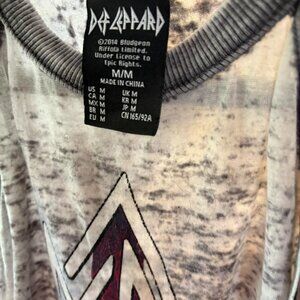 DEF LEPPARD
©2014 Bludgeon
Riffola Limited.
Under License to
Epic Rights.
M/M
MADE IN CHINA
US M UK M
CA M KR M
MX M JP M
BR M CN 165/92A
EU M